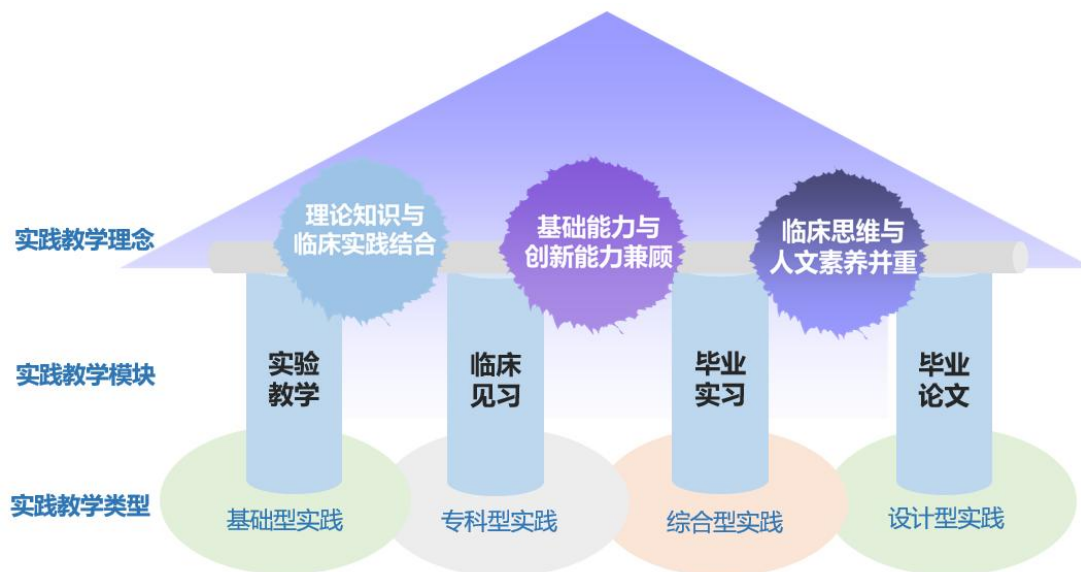 理论知识与
临床实践结合
基础能力与
创新能力兼顾
临床思维与
人文素养并重
实践教学理念
实验
教学
临床
见习
毕业
实习
毕业
论文
实践教学模块
实践教学类型
基础型实践
专科型实践
综合型实践
设计型实践